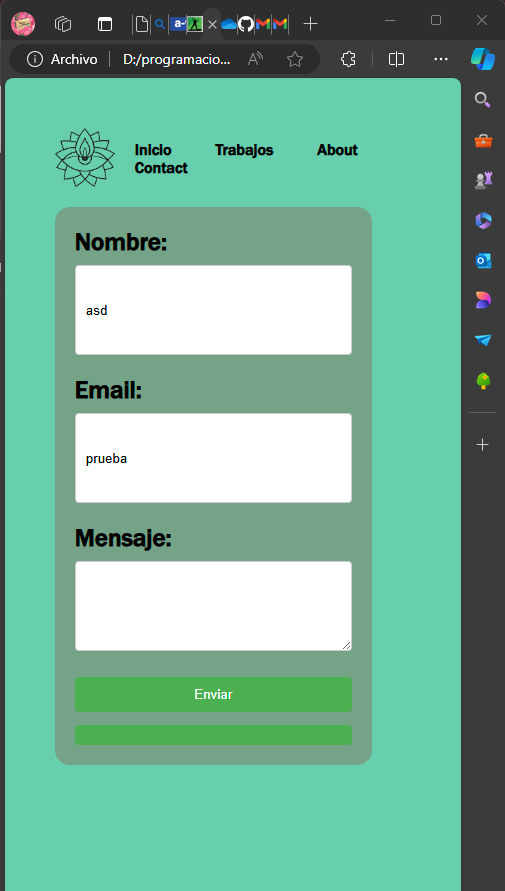 Archivo D:/programacio...
Inicio Trabajos About
Contact
Nombre:
asd
Email:
prueba
Mensaje:
Enviar